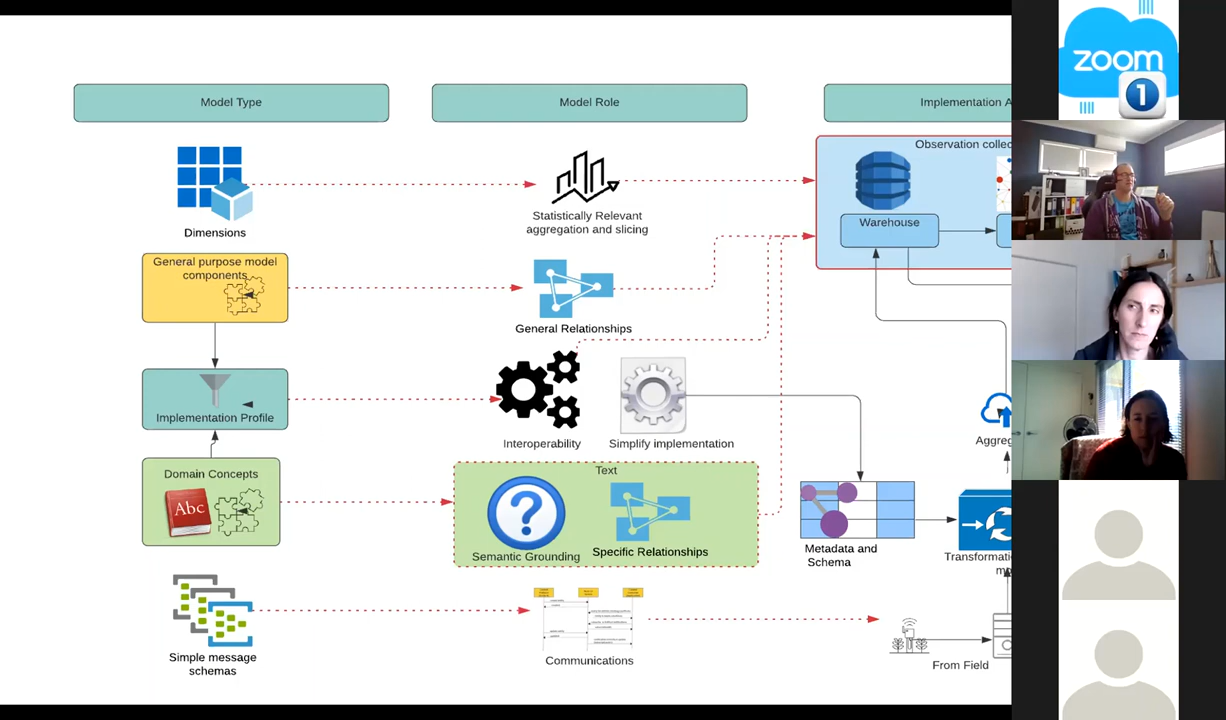 Model Type
Model Role
Implementation A
Observation collec
Warehouse
Dimensions
Statistically Relevant
aggregation and slicing
General purpose model
components
General Relationships
Implementation Profile
Interoperability
Simplify implementation
Aggreg
Domain Concepts
Abc
Text
?
Semantic Grounding
Specific Relationships
Metadata and
Schema
Transformatio
m
Simple message
schemas
Communications
From Field
zoom
1